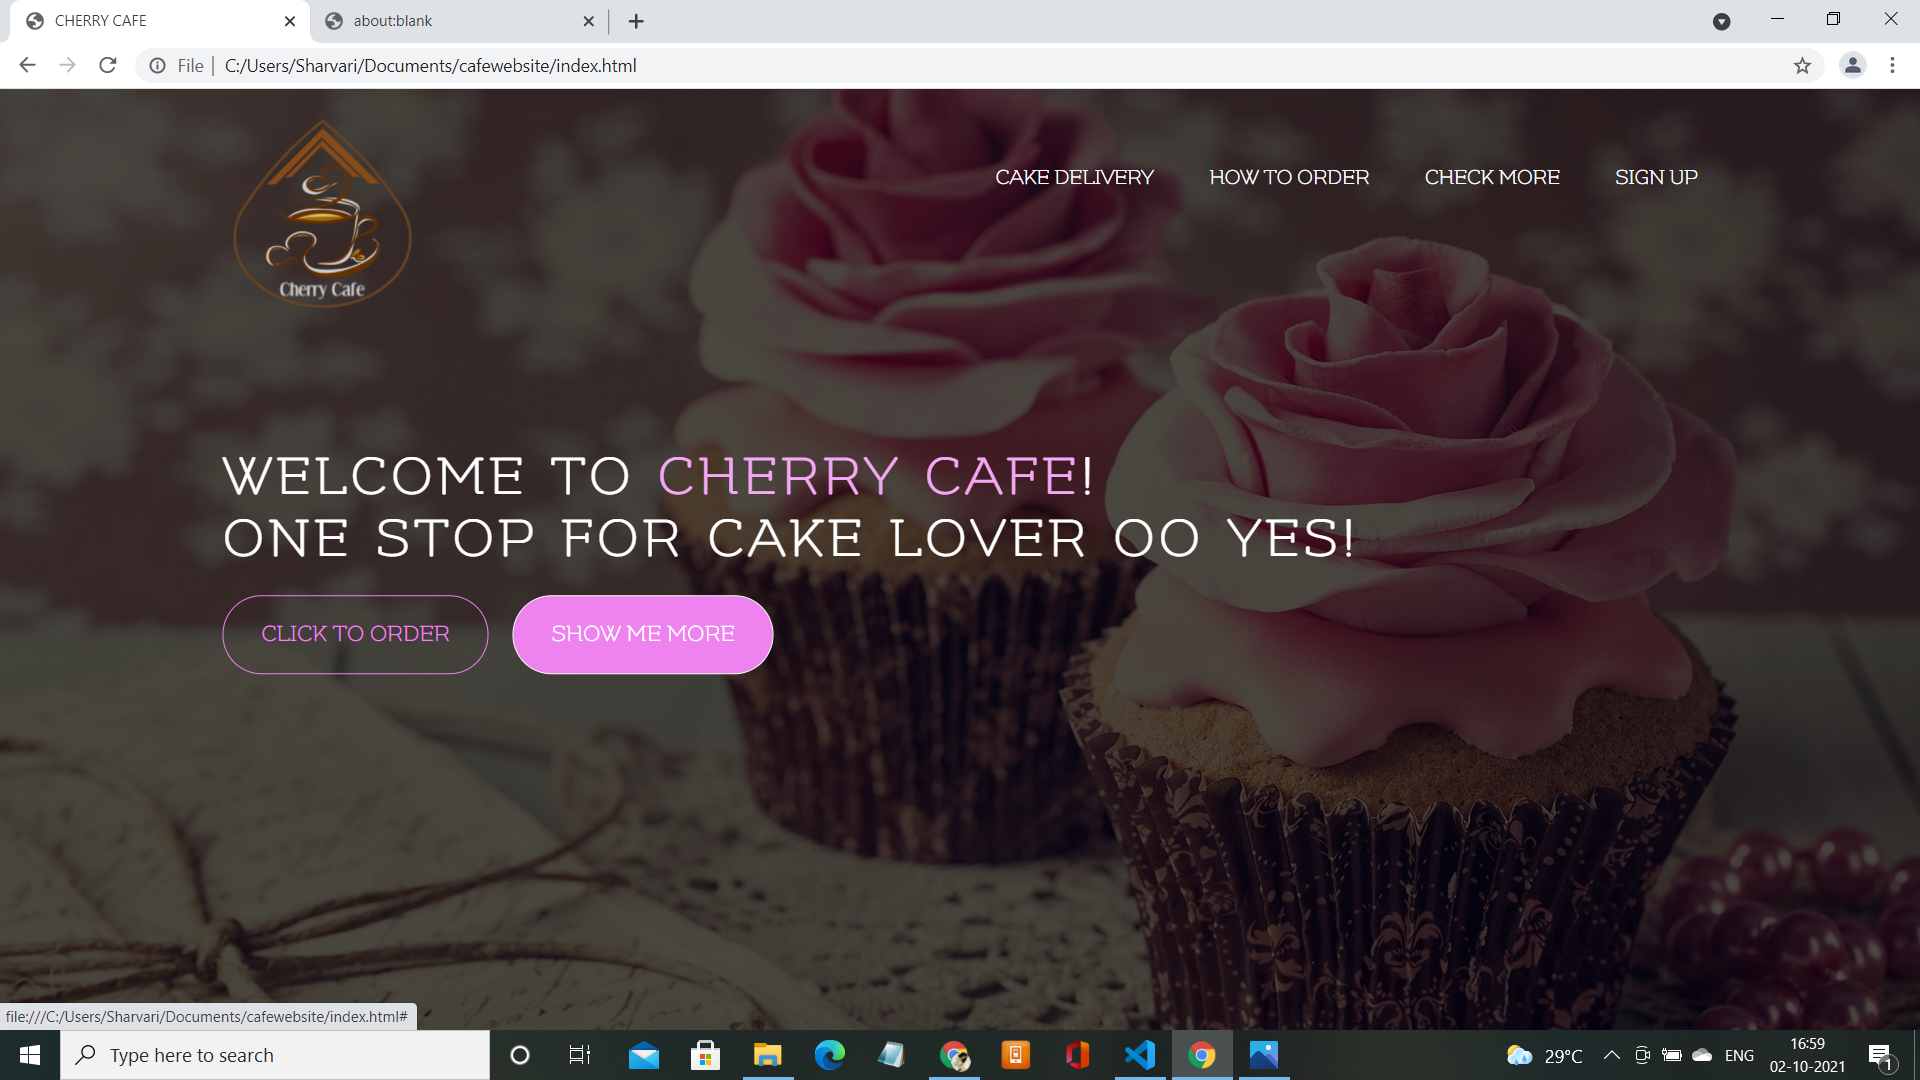 CHERRY CAFE
about:blank
File
C:/Users/Sharvari/Documents/cafewebsite/index.html
Cherry Cafe
CAKE DELIVERY
HOW TO ORDER
CHECK MORE
SIGN UP
WELCOME TO CHERRY CAFE!
ONE STOP FOR CAKE LOVER OO YES!
CLICK TO ORDER
SHOW ME MORE
file:///C:/Users/Sharvari/Documents/cafewebsite/index.html#
Type here to search
29°C
ENG
16:59
02-10-2021
1